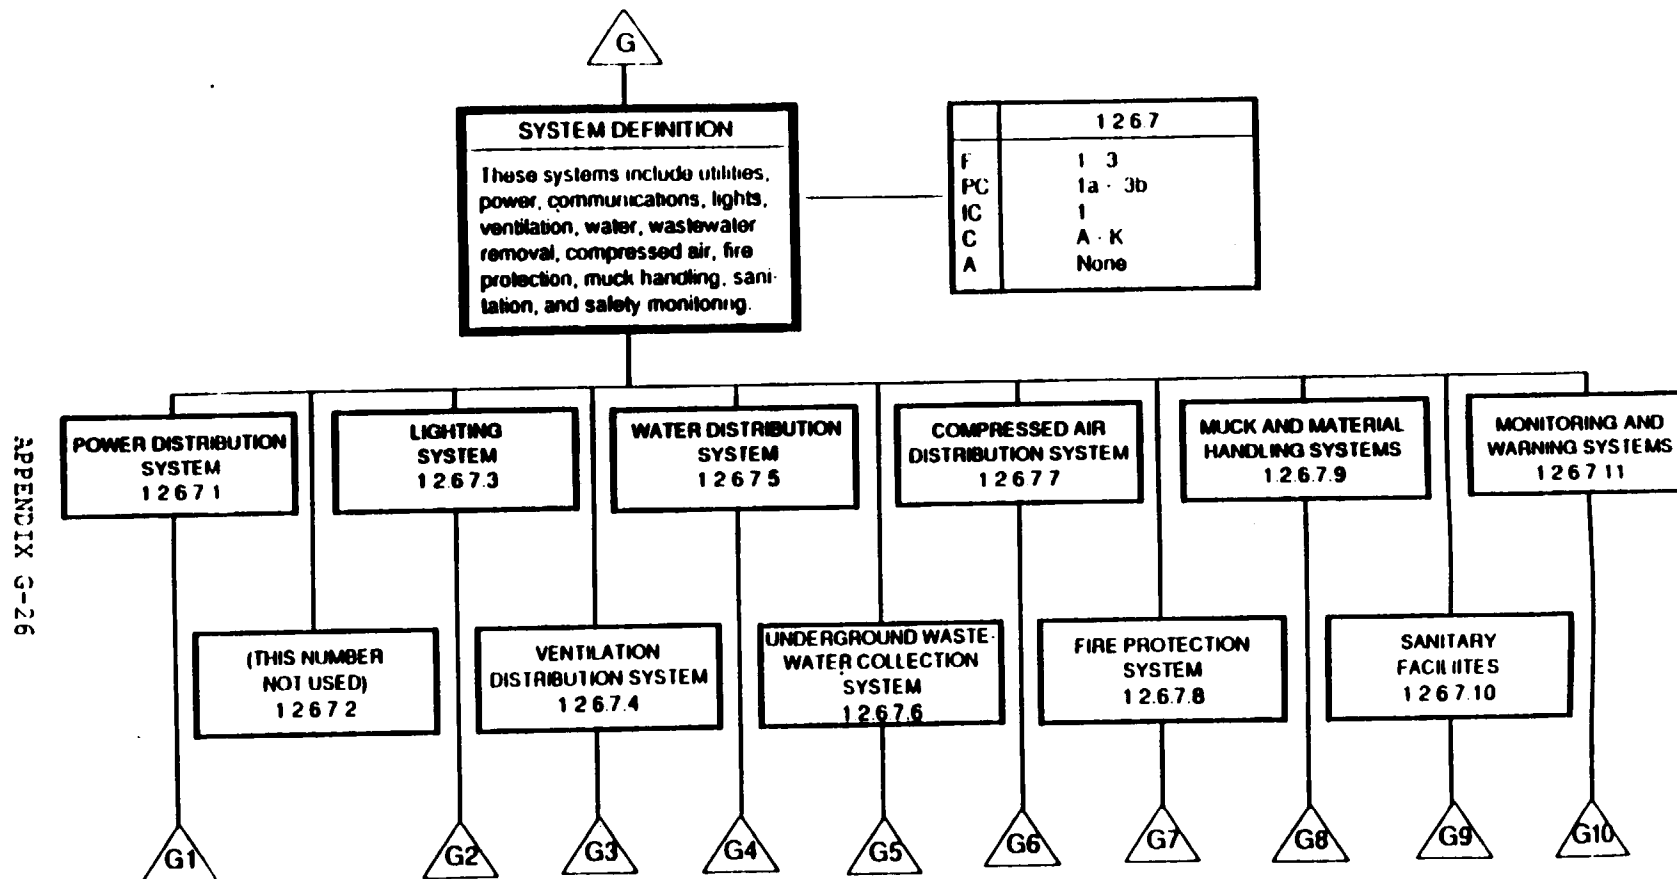 G
SYSTEM DEFINITION
These systems include utilities,
power, communications, lights,
ventilation, water, wastewater
removal, compressed air, fire
protection, muck handling, sani-
tation, and safety monitoring.
1 2 6.7
F 1 3
PC 1a - 3b
IC 1
C A - K
A None
POWER DISTRIBUTION
SYSTEM
1 2 6 7 1
LIGHTING
SYSTEM
1 2.6.7.3
WATER DISTRIBUTION
SYSTEM
1 2 6 7 5
COMPRESSED AIR
DISTRIBUTION SYSTEM
1 2 6 7 7
MUCK AND MATERIAL
HANDLING SYSTEMS
1.2.6.7.9
MONITORING AND
WARNING SYSTEMS
1 2 6 7 11
(THIS NUMBER
NOT USED)
1 2 6 7 2
VENTILATION
DISTRIBUTION SYSTEM
1 2 6.7.4
UNDERGROUND WASTE-
WATER COLLECTION
SYSTEM
1 2.6.7.6
FIRE PROTECTION
SYSTEM
1 2.6.7.8
SANITARY
FACILIITES
1 2 6 7.10
G1
G2
G3
G4
G5
G6
G7
G8
G9
G10
APPENDIX G-26